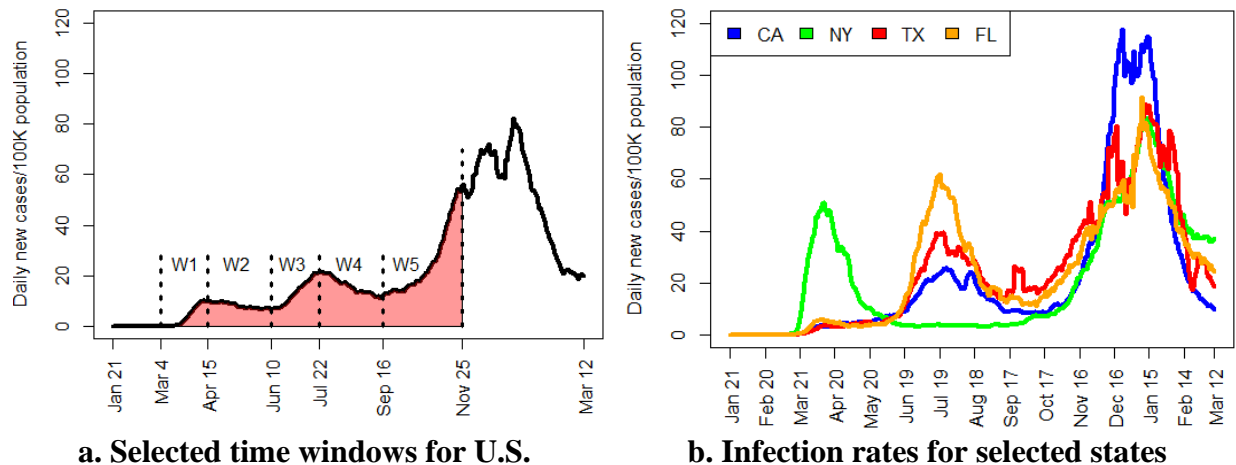 Daily new cases/100K population
0 20 40 60 80 100 120
W1 W2 W3 W4 W5
Jan 21 Mar 4 Apr 15 Jun 10 Jul 22 Sep 16 Nov 25 Mar 12
a. Selected time windows for U.S.
Daily new cases/100K population
0 20 40 60 80 100 120
CA NY TX FL
Jan 21 Feb 20 Mar 21 Apr 20 May 20 Jun 19 Jul 19 Aug 18 Sep 17 Oct 17 Nov 16 Dec 16 Jan 15 Feb 14 Mar 12
b. Infection rates for selected states